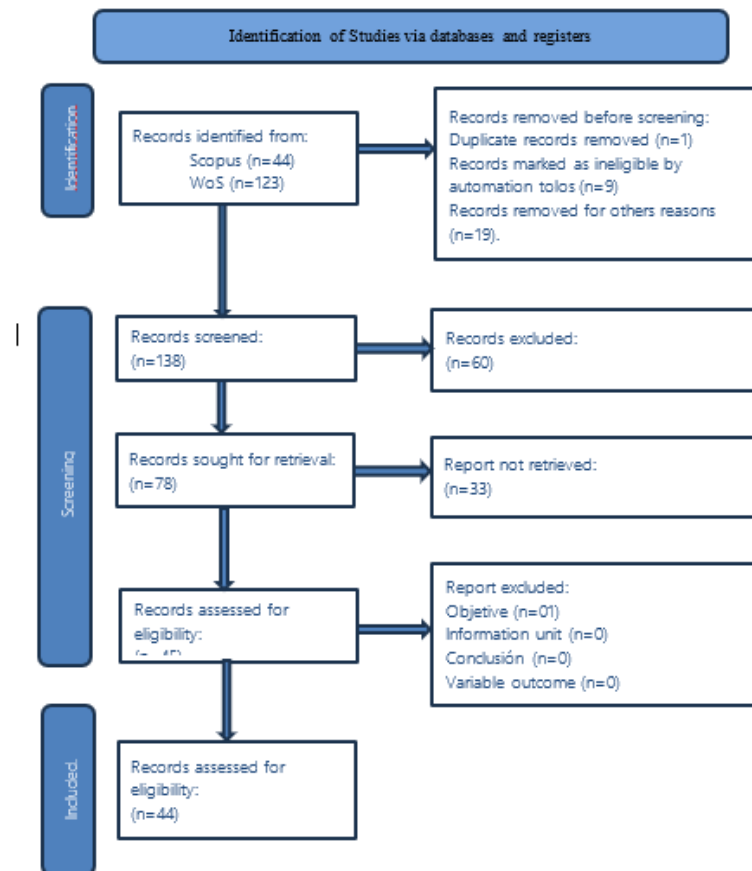 Identification of Studies via databases and registers
Identification
Records identified from:
Scopus (n=44)
WoS (n=123)
Records removed before screening:
Duplicate records removed (n=1)
Records marked as ineligible by
automation tolos (n=9)
Records removed for others reasons
(n=19).
Screening
Records screened:
(n=138)
Records excluded:
(n=60)
Records sought for retrieval:
(n=78)
Report not retrieved:
(n=33)
Records assessed for
eligibility:
Report excluded:
Objetive (n=01)
Information unit (n=0)
Conclusión (n=0)
Variable outcome (n=0)
Included.
Records assessed for
eligibility:
(n=44)